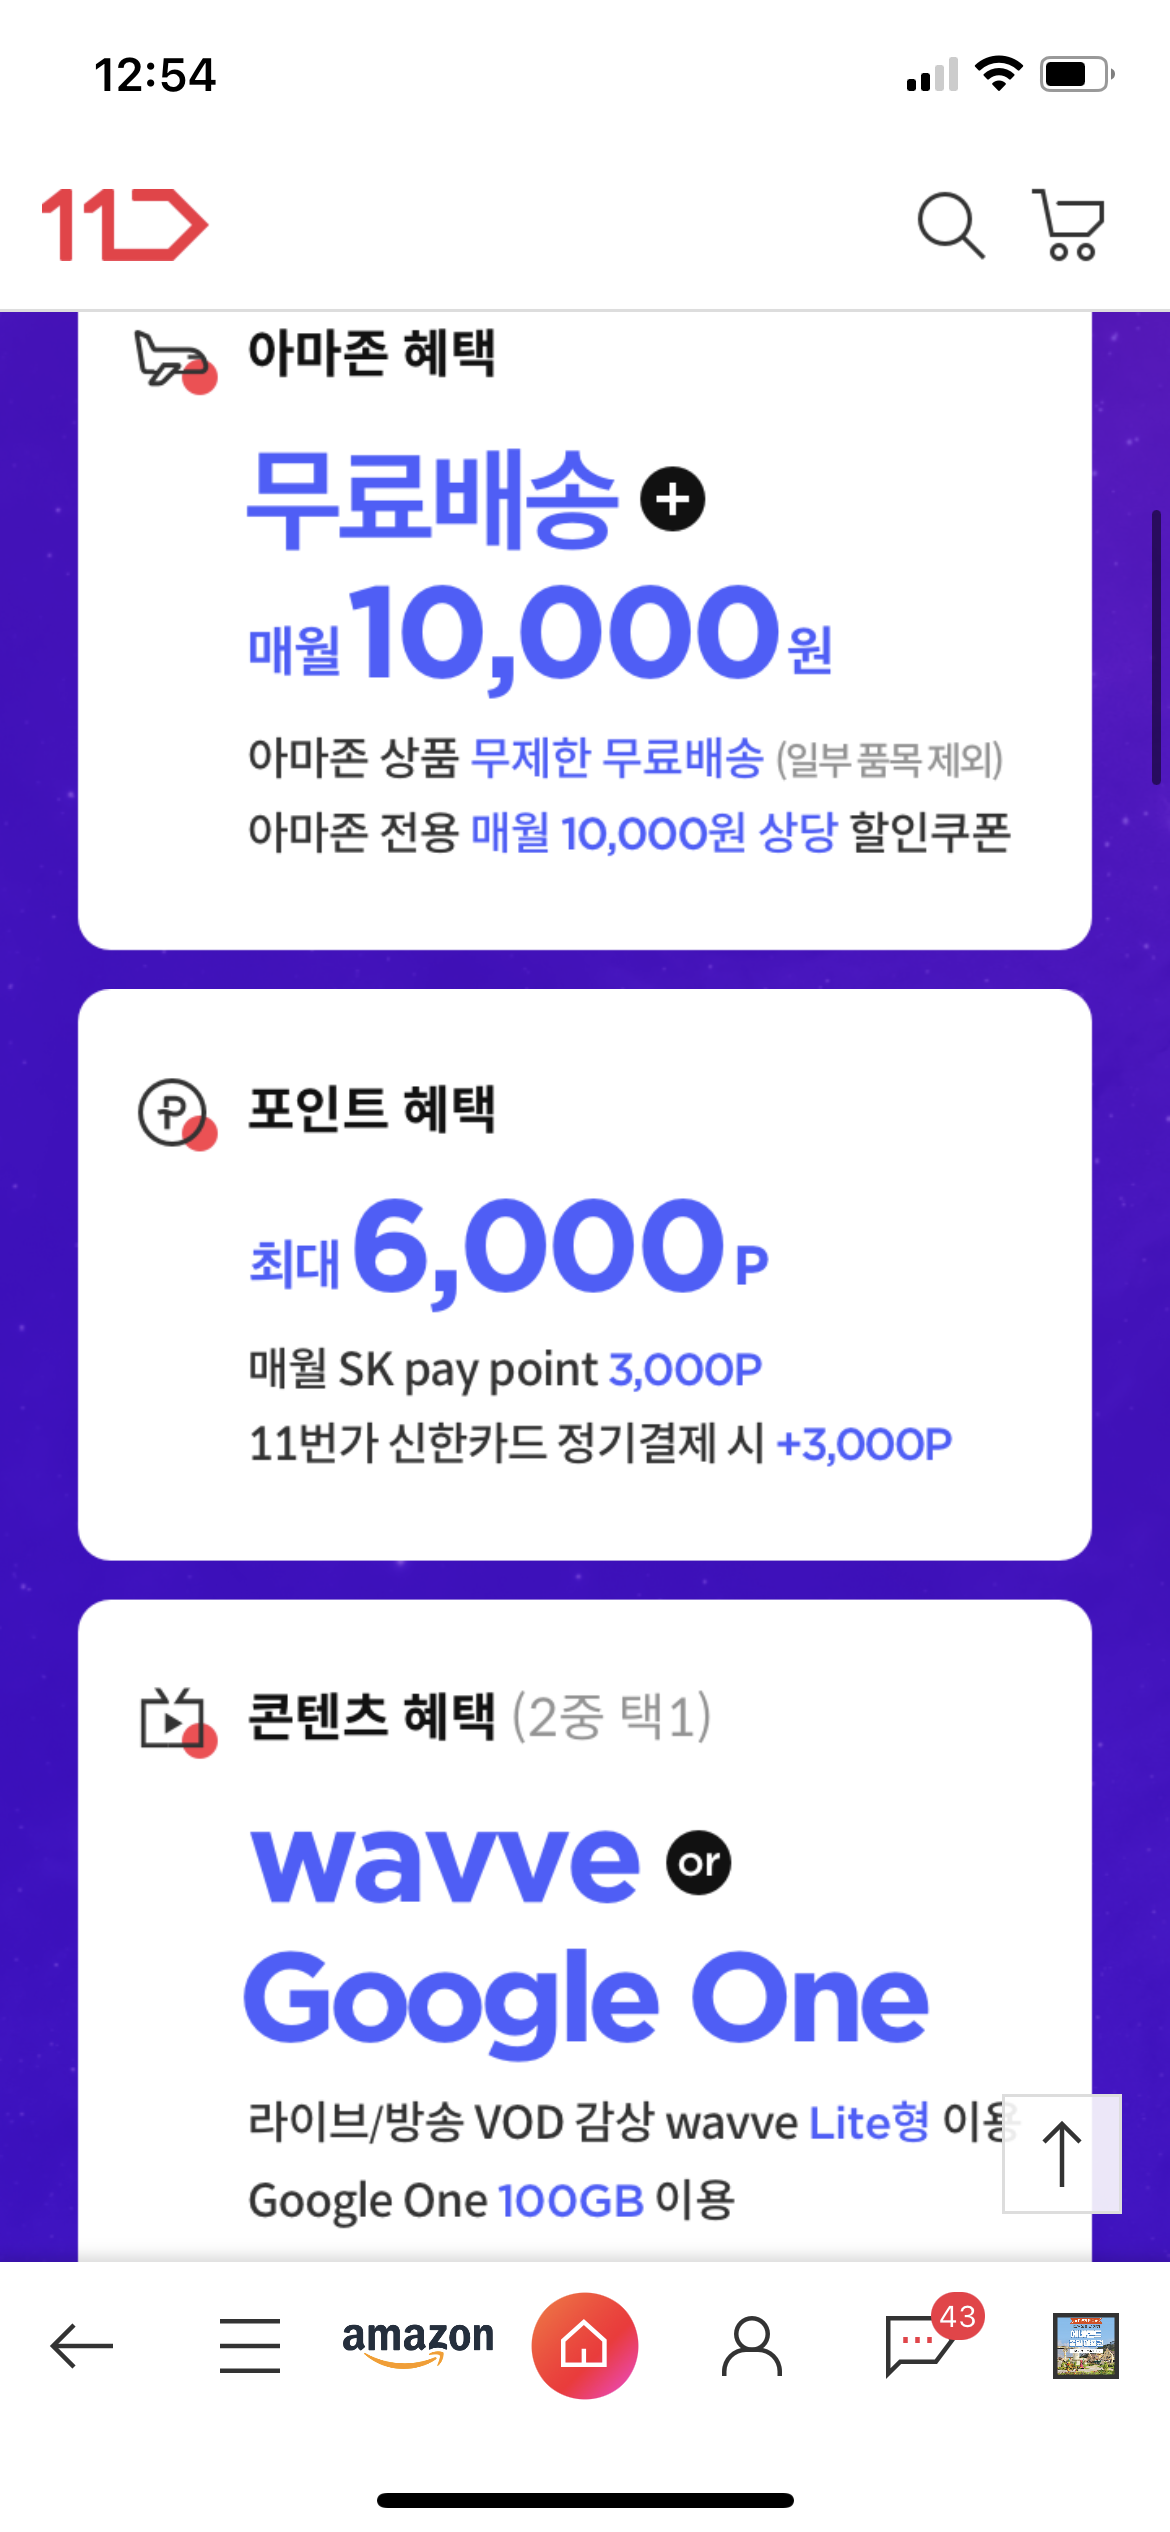 12:54
11
아마존 혜택
무료배송 +
매월 10,000원
아마존 상품 무제한 무료배송 (일부 품목 제외)
아마존 전용 매월 10,000원 상당 할인쿠폰
포인트 혜택
최대 6,000P
매월 SK pay point 3,000P
11번가 신한카드 정기결제 시 +3,000P
콘텐츠 혜택 (2중 택1)
wavve or
Google One
라이브/방송 VOD 감상 wavve Lite형 이용
Google One 100GB 이용
amazon
43